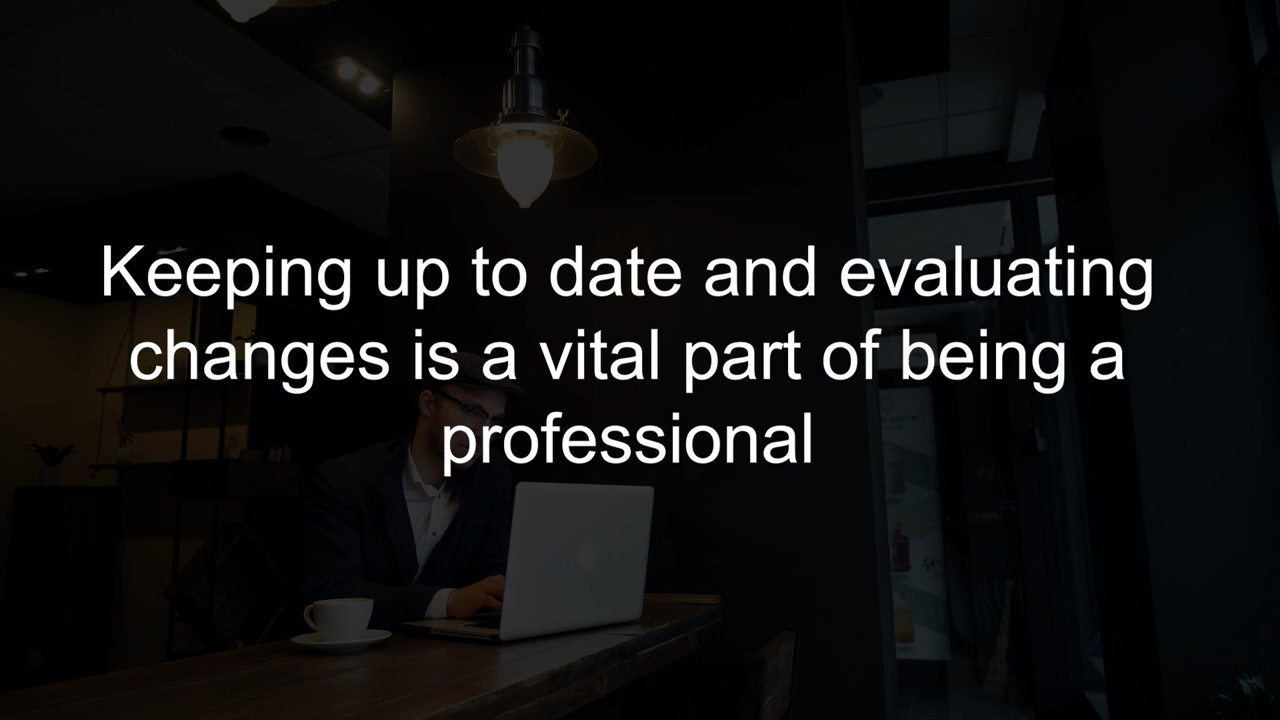 Keeping up to date and evaluating
changes is a vital part of being a
professional